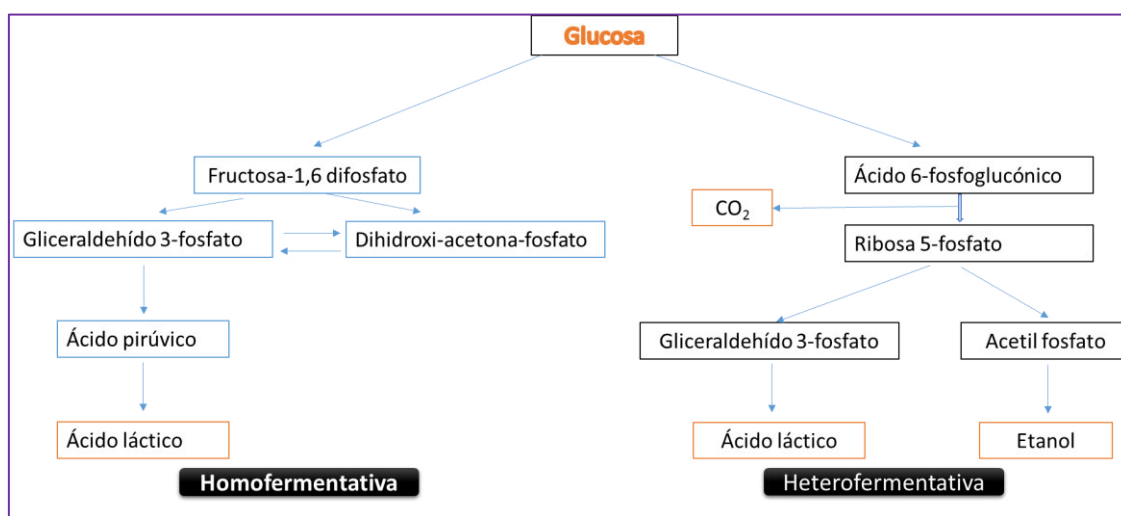 Glucosa
Fructosa-1,6 difosfato
Ácido 6-fosfoglucónico
CO₂
Gliceraldehído 3-fosfato
Dihidroxi-acetona-fosfato
Ribosa 5-fosfato
Ácido pirúvico
Gliceraldehído 3-fosfato
Acetil fosfato
Ácido láctico
Ácido láctico
Etanol
Homofermentativa
Heterofermentativa